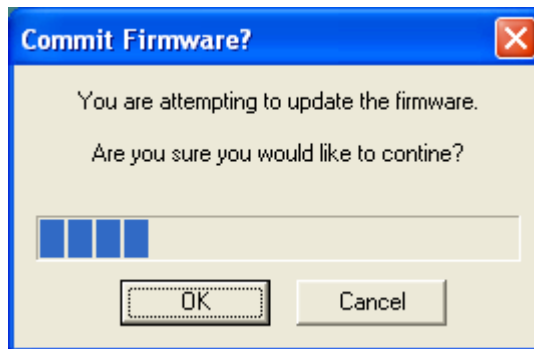 Commit Firmware?
You are attempting to update the firmware.
Are you sure you would like to contine?
OK
Cancel